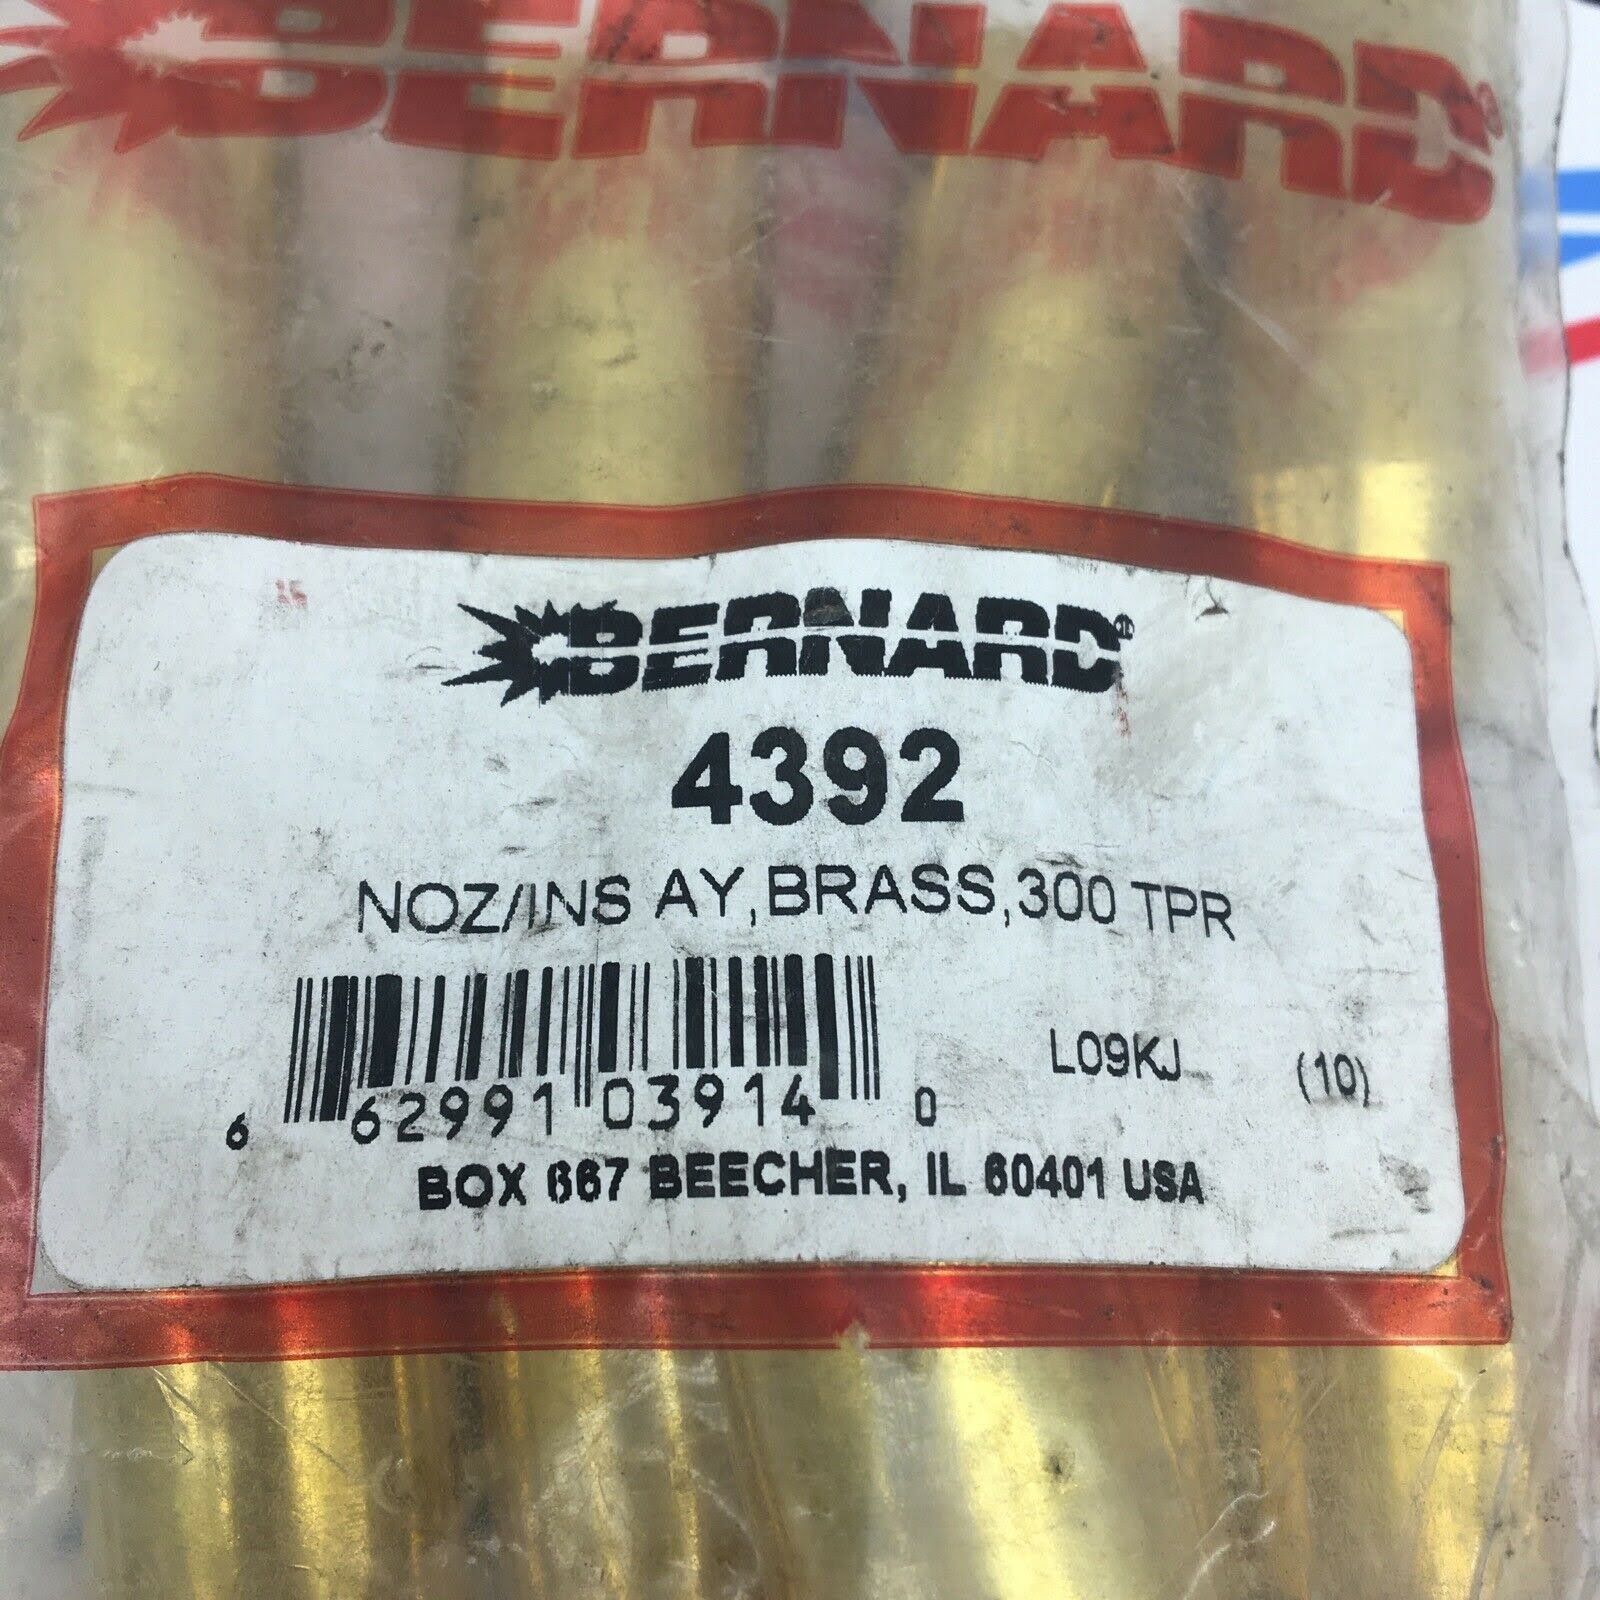 BERNARD®
BERNARD®
4392
NOZ/INS AY,BRASS,300 TPR
L09KJ (10)
6 62991 03914 0
BOX 667 BEECHER, IL 60401 USA